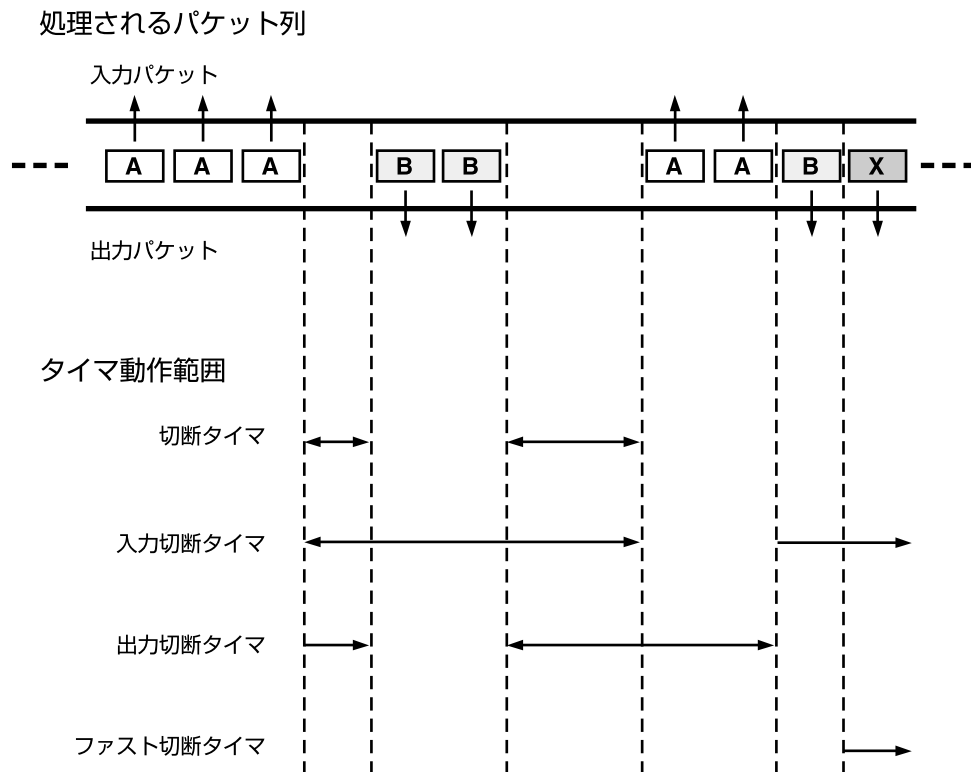 処理されるパケット列
入力パケット
A A A B B A A B X
出力パケット
タイマ動作範囲
切断タイマ
入力切断タイマ
出力切断タイマ
ファスト切断タイマ